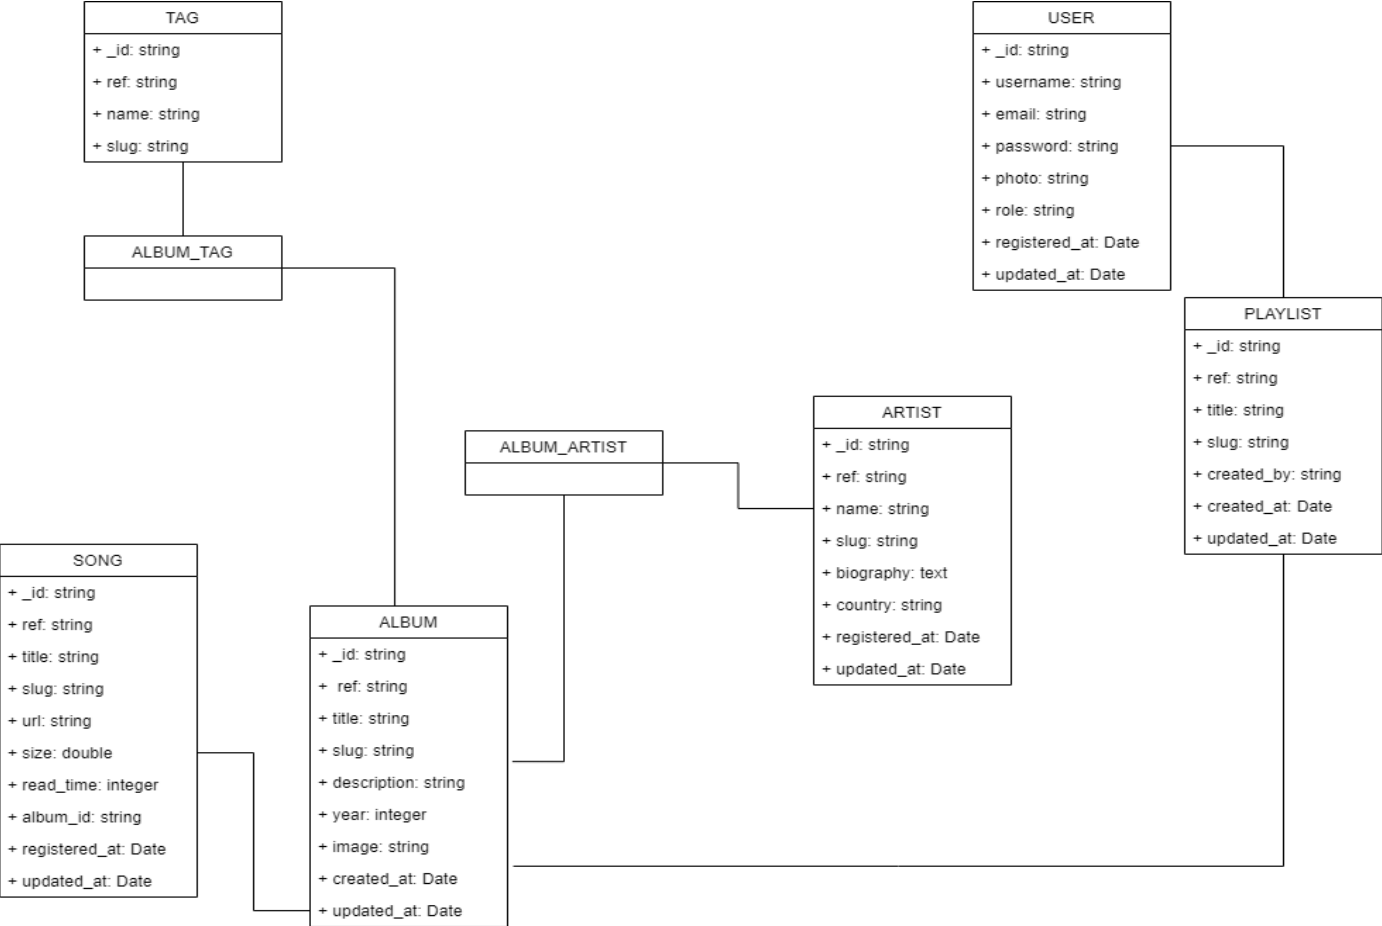 TAG
+ _id: string
+ ref: string
+ name: string
+ slug: string
USER
+ _id: string
+ username: string
+ email: string
+ password: string
+ photo: string
+ role: string
+ registered_at: Date
+ updated_at: Date
ALBUM_TAG
PLAYLIST
+ _id: string
+ ref: string
+ title: string
+ slug: string
+ created_by: string
+ created_at: Date
+ updated_at: Date
ALBUM_ARTIST
ARTIST
+ _id: string
+ ref: string
+ name: string
+ slug: string
+ biography: text
+ country: string
+ registered_at: Date
+ updated_at: Date
SONG
+ _id: string
+ ref: string
+ title: string
+ slug: string
+ url: string
+ size: double
+ read_time: integer
+ album_id: string
+ registered_at: Date
+ updated_at: Date
ALBUM
+ _id: string
+ ref: string
+ title: string
+ slug: string
+ description: string
+ year: integer
+ image: string
+ created_at: Date
+ updated_at: Date